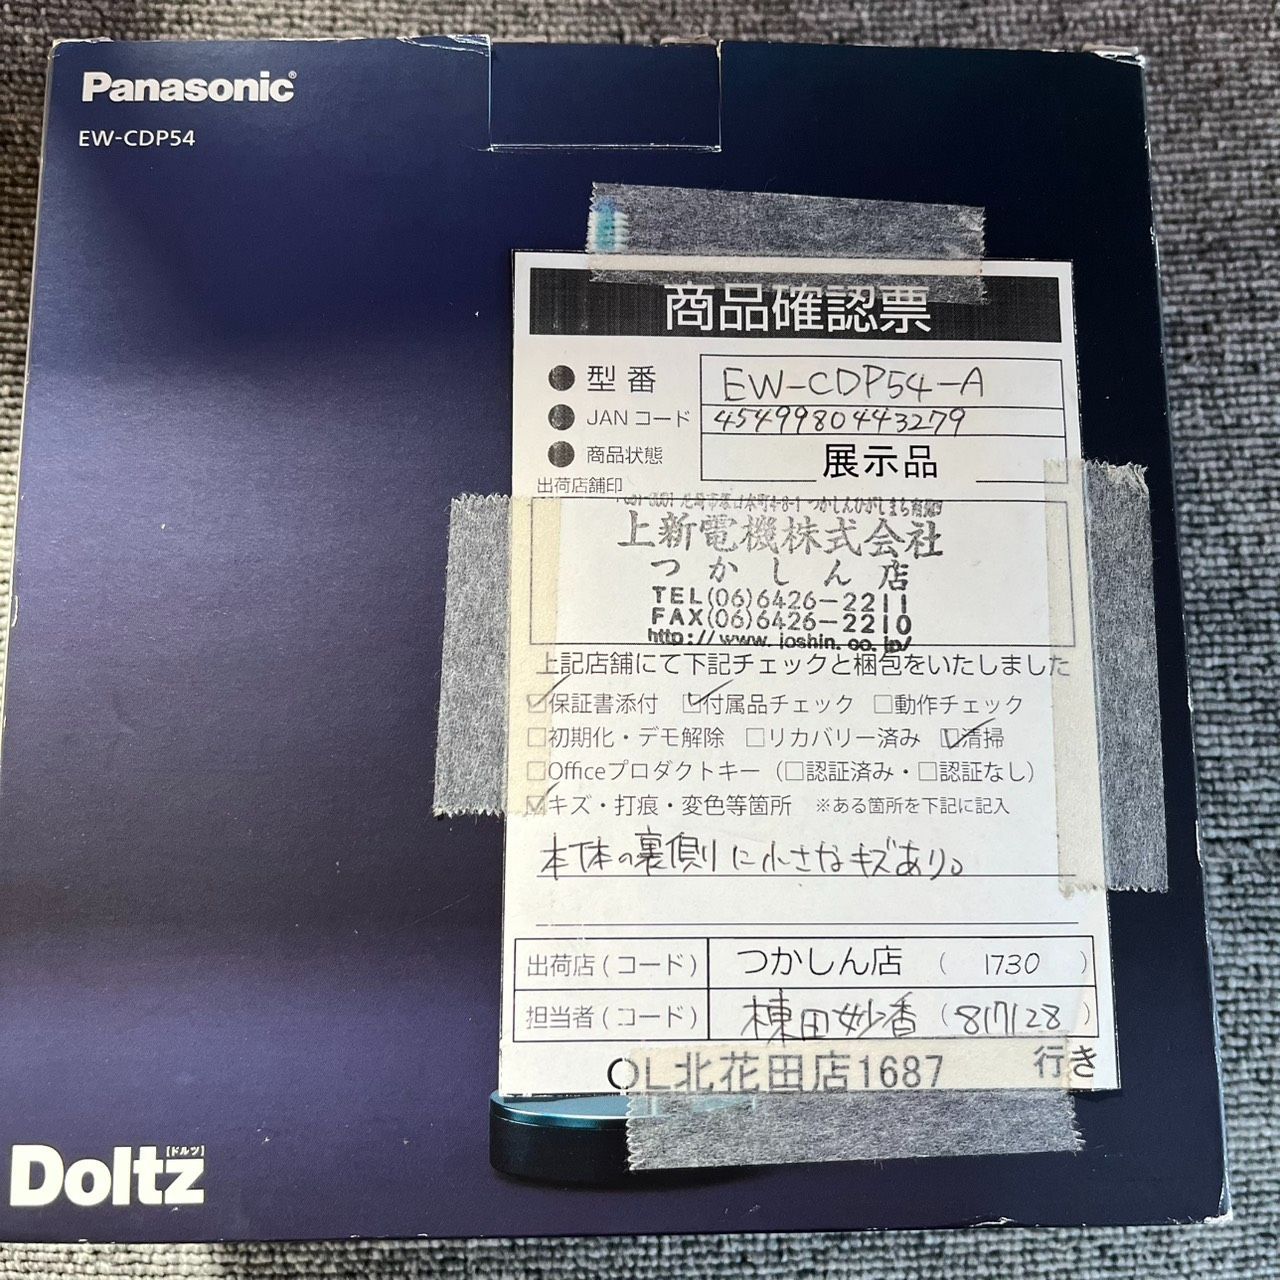 Panasonic®
EW-CDP54
商品確認票
型番 EW-CDP54-A
JANコード 4549980443279
商品状態 展示品
出荷店舗印
上新電機株式会社
つかしん店
TEL(06)6426-2211
FAX(06)6426-2210
http://www.joshin.co.jp/
上記店舗にて下記チェックと梱包をいたしました
☑保証書添付 ☑付属品チェック □動作チェック
□初期化・デモ解除 □リカバリー済み ☑清掃
□Officeプロダクトキー (□認証済み・□認証なし)
☑キズ・打痕・変色等箇所 ※ある箇所を下記に記入
本体の裏側に小さなキズあり。
出荷店(コード) つかしん店 ( 1730 )
担当者(コード) 棟田妙香 ( 817128 )
OL北花田店1687 行き
Doltz
[ドルツ]